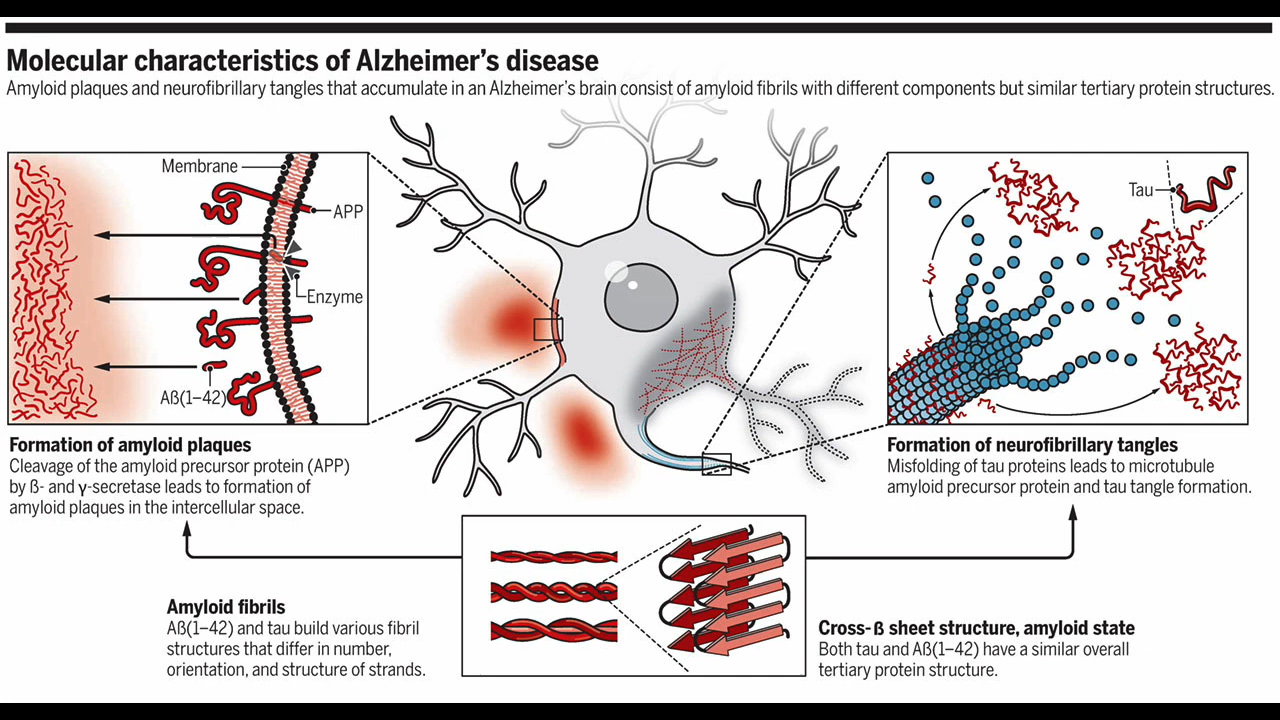 Molecular characteristics of Alzheimer's disease
Amyloid plaques and neurofibrillary tangles that accumulate in an Alzheimer's brain consist of amyloid fibrils with different components but similar tertiary protein structures.
Membrane
APP
Enzyme
Aß(1–42)
Tau
Formation of amyloid plaques
Cleavage of the amyloid precursor protein (APP)
by ß- and γ-secretase leads to formation of
amyloid plaques in the intercellular space.
Formation of neurofibrillary tangles
Misfolding of tau proteins leads to microtubule
amyloid precursor protein and tau tangle formation.
Amyloid fibrils
Aß(1–42) and tau build various fibril
structures that differ in number,
orientation, and structure of strands.
Cross-ß sheet structure, amyloid state
Both tau and Aß(1–42) have a similar overall
tertiary protein structure.